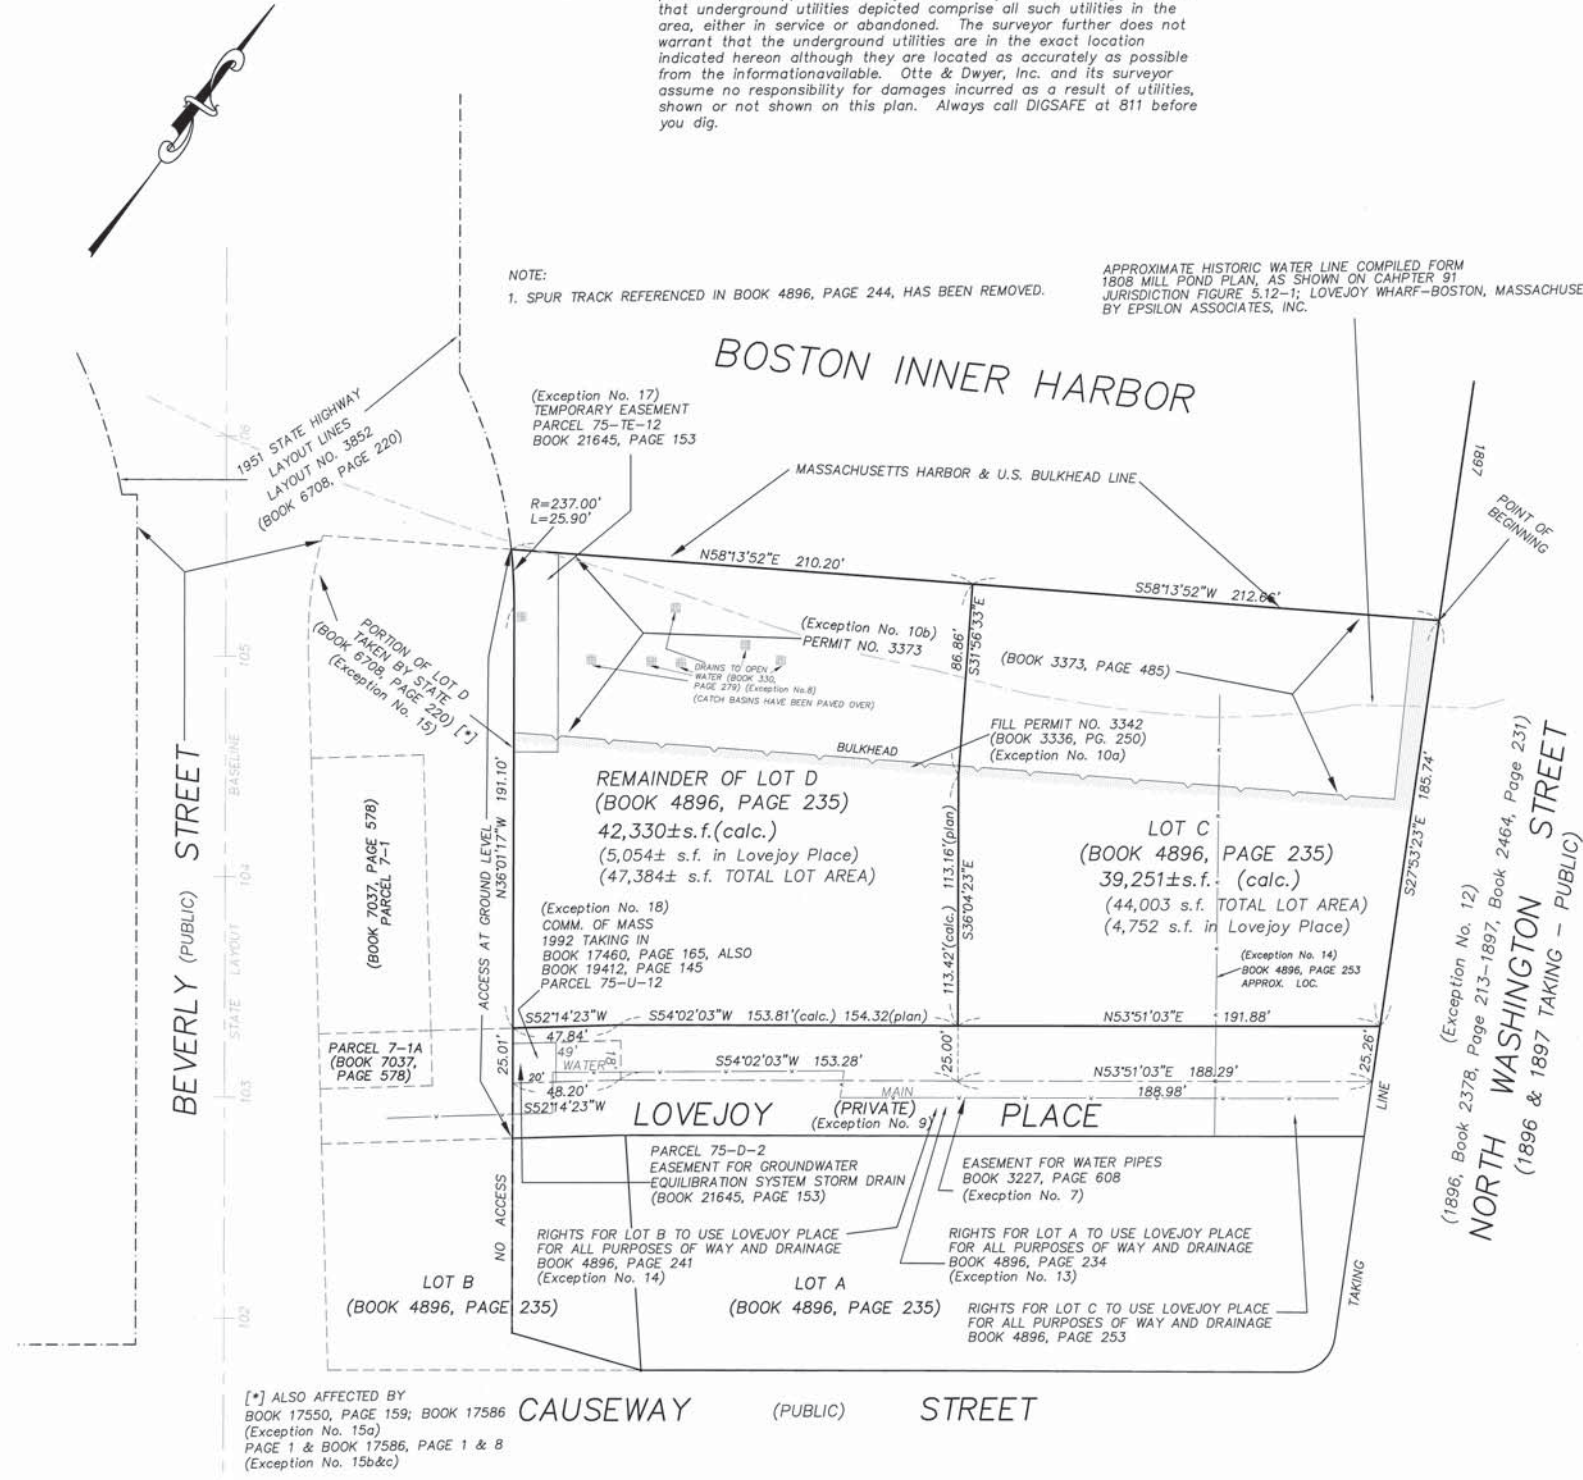 that underground utilities depicted comprise all such utilities in the
area, either in service or abandoned. The surveyor further does not
warrant that the underground utilities are in the exact location
indicated hereon although they are located as accurately as possible
from the informationavailable. Otte & Dwyer, Inc. and its surveyor
assume no responsibility for damages incurred as a result of utilities,
shown or not shown on this plan. Always call DIGSAFE at 811 before
you dig.
NOTE:
1. SPUR TRACK REFERENCED IN BOOK 4896, PAGE 244, HAS BEEN REMOVED.
APPROXIMATE HISTORIC WATER LINE COMPILED FORM
1808 MILL POND PLAN, AS SHOWN ON CAHPTER 91
JURISDICTION FIGURE 5.12-1; LOVEJOY WHARF-BOSTON, MASSACHUSE
BY EPSILON ASSOCIATES, INC.
BOSTON INNER HARBOR
1951 STATE HIGHWAY
LAYOUT LINES
LAYOUT NO. 3852
(BOOK 6708, PAGE 220)
(Exception No. 17)
TEMPORARY EASEMENT
PARCEL 75-TE-12
BOOK 21645, PAGE 153
MASSACHUSETTS HARBOR & U.S. BULKHEAD LINE
1897
POINT OF
BEGINNING
R=237.00'
L=25.90'
N58°13'52"E 210.20'
S58°13'52"W 212.66'
PORTION OF LOT D
TAKEN BY STATE
(BOOK 6708, PAGE 220) [*]
(Exception No. 15)
(Exception No. 10b)
PERMIT NO. 3373
86.86'
S31°56'33"E
(BOOK 3373, PAGE 485)
DRAINS TO OPEN
WATER (BOOK 330,
PAGE 279) (Exception No.8)
(CATCH BASINS HAVE BEEN PAVED OVER)
FILL PERMIT NO. 3342
(BOOK 3336, PG. 250)
(Exception No. 10a)
BULKHEAD
106
105
BASELINE
104
STATE LAYOUT
103
102
BEVERLY (PUBLIC) STREET
(BOOK 7037, PAGE 578)
PARCEL 7-1
ACCESS AT GROUND LEVEL
N36°01'17"W 191.10'
REMAINDER OF LOT D
(BOOK 4896, PAGE 235)
42,330±s.f.(calc.)
(5,054± s.f. in Lovejoy Place)
(47,384± s.f. TOTAL LOT AREA)
113.42'(calc.) 113.16'(plan)
S36°04'23"E
LOT C
(BOOK 4896, PAGE 235)
39,251±s.f. (calc.)
(44,003 s.f. TOTAL LOT AREA)
(4,752 s.f. in Lovejoy Place)
S27°53'23"E 185.74'
(Exception No. 12)
(1896, Book 2378, Page 213-1897, Book 2464, Page 231)
NORTH WASHINGTON STREET
(1896 & 1897 TAKING - PUBLIC)
(Exception No. 18)
COMM. OF MASS
1992 TAKING IN
BOOK 17460, PAGE 165, ALSO
BOOK 19412, PAGE 145
PARCEL 75-U-12
(Exception No. 14)
BOOK 4896, PAGE 253
APPROX. LOC.
S52°14'23"W
S54°02'03"W 153.81'(calc.) 154.32(plan)
N53°51'03"E 191.88'
PARCEL 7-1A
(BOOK 7037,
PAGE 578)
25.01'
47.84'
49'
WATER
18'
S54°02'03"W 153.28'
25.00'
N53°51'03"E 188.29'
25.26'
20'
48.20'
MAIN
188.98'
S52°14'23"W
LOVEJOY (PRIVATE) PLACE
(Exception No. 9)
LINE
TAKING
NO ACCESS
PARCEL 75-D-2
EASEMENT FOR GROUNDWATER
EQUILIBRATION SYSTEM STORM DRAIN
(BOOK 21645, PAGE 153)
EASEMENT FOR WATER PIPES
BOOK 3227, PAGE 608
(Execption No. 7)
RIGHTS FOR LOT B TO USE LOVEJOY PLACE
FOR ALL PURPOSES OF WAY AND DRAINAGE
BOOK 4896, PAGE 241
(Exception No. 14)
RIGHTS FOR LOT A TO USE LOVEJOY PLACE
FOR ALL PURPOSES OF WAY AND DRAINAGE
BOOK 4896, PAGE 234
(Exception No. 13)
LOT B
(BOOK 4896, PAGE 235)
LOT A
(BOOK 4896, PAGE 235)
RIGHTS FOR LOT C TO USE LOVEJOY PLACE
FOR ALL PURPOSES OF WAY AND DRAINAGE
BOOK 4896, PAGE 253
[*] ALSO AFFECTED BY
BOOK 17550, PAGE 159; BOOK 17586
(Exception No. 15a)
PAGE 1 & BOOK 17586, PAGE 1 & 8
(Exception No. 15b&c)
CAUSEWAY (PUBLIC) STREET